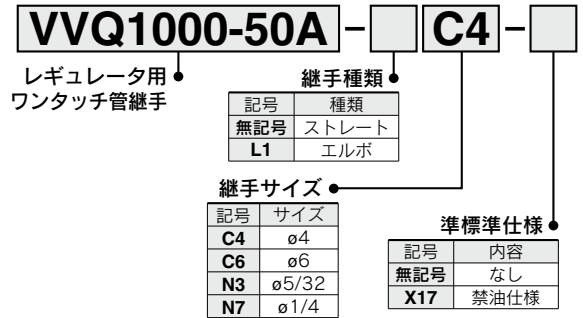 VVQ1000-50A-□C4-□
レギュレータ用
ワンタッチ管継手
継手種類
記号 種類
無記号 ストレート
L1 エルボ
継手サイズ
記号 サイズ
C4 ø4
C6 ø6
N3 ø5/32
N7 ø1/4
準標準仕様
記号 内容
無記号 なし
X17 禁油仕様